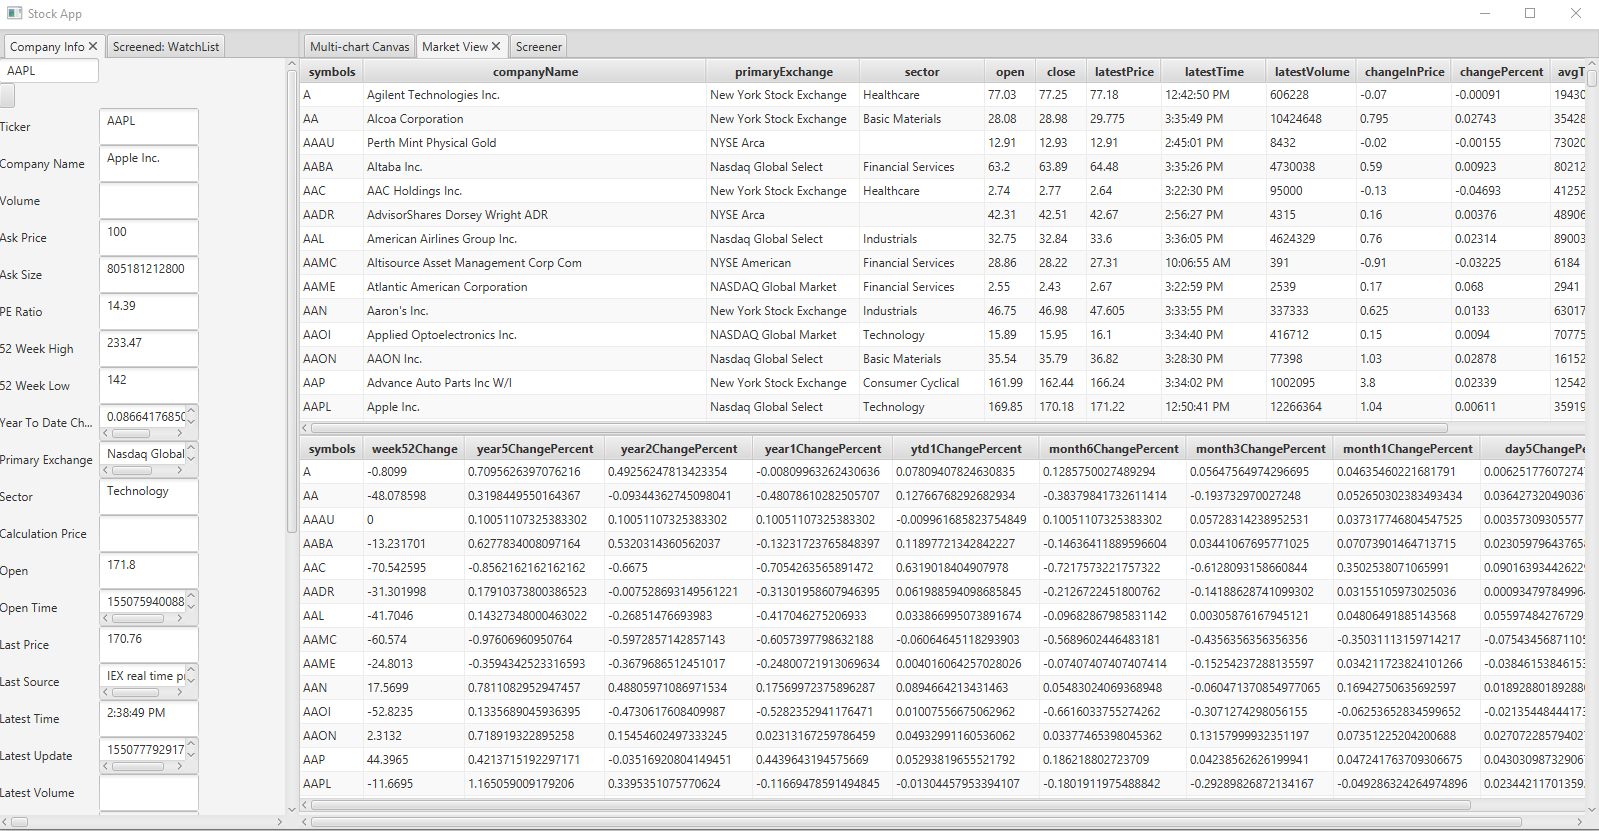 Stock App
Company Info
Screened: WatchList
AAPL
Ticker AAPL
Company Name Apple Inc.
Volume
Ask Price 100
Ask Size 805181212800
PE Ratio 14.39
52 Week High 233.47
52 Week Low 142
Year To Date Ch... 0.0866417685
Primary Exchange Nasdaq Global
Sector Technology
Calculation Price
Open 171.8
Open Time 155075940088
Last Price 170.76
Last Source IEX real time
Latest Time 2:38:49 PM
Latest Update 155077792917
Latest Volume
Multi-chart Canvas Market View Screener
symbols companyName primaryExchange sector open close latestPrice latestTime latestVolume changeInPrice changePercent avgT
A Agilent Technologies Inc. New York Stock Exchange Healthcare 77.03 77.25 77.18 12:42:50 PM 606228 -0.07 -0.00091 19430
AA Alcoa Corporation New York Stock Exchange Basic Materials 28.08 28.98 29.775 3:35:49 PM 10424648 0.795 0.02743 35428
AAAU Perth Mint Physical Gold NYSE Arca 12.91 12.93 12.91 2:45:01 PM 8432 -0.02 -0.00155 73020
AABA Altaba Inc. Nasdaq Global Select Financial Services 63.2 63.89 64.48 3:35:26 PM 4730038 0.59 0.00923 80212
AAC AAC Holdings Inc. New York Stock Exchange Healthcare 2.74 2.77 2.64 3:22:30 PM 95000 -0.13 -0.04693 41252
AADR AdvisorShares Dorsey Wright ADR NYSE Arca 42.31 42.51 42.67 2:56:27 PM 4315 0.16 0.00376 48906
AAL American Airlines Group Inc. Nasdaq Global Select Industrials 32.75 32.84 33.6 3:36:05 PM 4624329 0.76 0.02314 89003
AAMC Altisource Asset Management Corp Com NYSE American Financial Services 28.86 28.22 27.31 10:06:55 AM 391 -0.91 -0.03225 6184
AAME Atlantic American Corporation NASDAQ Global Market Financial Services 2.55 2.43 2.67 3:22:59 PM 2539 0.17 0.068 2941
AAN Aaron's Inc. New York Stock Exchange Industrials 46.75 46.98 47.605 3:33:55 PM 337333 0.625 0.0133 63017
AAOI Applied Optoelectronics Inc. NASDAQ Global Market Technology 15.89 15.95 16.1 3:34:40 PM 416712 0.15 0.0094 70775
AAON AAON Inc. Nasdaq Global Select Basic Materials 35.54 35.79 36.82 3:28:30 PM 77398 1.03 0.02878 16152
AAP Advance Auto Parts Inc W/I New York Stock Exchange Consumer Cyclical 161.99 162.44 166.24 3:34:02 PM 1002095 3.8 0.02339 12542
AAPL Apple Inc. Nasdaq Global Select Technology 169.85 170.18 171.22 12:50:41 PM 12266364 1.04 0.00611 35919
symbols week52Change year5ChangePercent year2ChangePercent year1ChangePercent ytd1ChangePercent month6ChangePercent month3ChangePercent month1ChangePercent day5ChangePe
A -0.8099 0.7095626397076216 0.49256247813423354 -0.00809963262430636 0.07809407824630835 0.1285750027489294 0.05647564974296695 0.04635460221681791 0.00625177607274
AA -48.078598 0.3198449550164367 -0.09344362745098041 -0.48078610282505707 0.12766768292682934 -0.38379841732611414 -0.193732970027248 0.052650302383493434 0.03642732049036
AAAU 0 0.10051107325383302 0.10051107325383302 0.10051107325383302 -0.009961685823754849 0.10051107325383302 0.05728314238952531 0.037317746804547525 0.00357309305577
AABA -13.231701 0.6277834008097164 0.5320314360562037 -0.13231723765848397 0.11897721342842227 -0.14636411889596604 0.03441067695771025 0.07073901464713715 0.02305979643765
AAC -70.542595 -0.8562162162162162 -0.6675 -0.7054263565891472 0.6319018404907978 -0.7217573221757322 -0.6128093158660844 0.3502538071065991 0.09016393442622
AADR -31.301998 0.17910373800386523 -0.007528693149561221 -0.31301958607946395 0.061988594098685845 -0.2126722451800762 -0.14188628741099302 0.03155105973025036 0.00093479784996
AAL -41.7046 0.14327348000463022 -0.26851476693983 -0.417046275206933 0.033866995073891674 -0.09682867985831142 0.00305876167945121 0.04806491885143568 0.05597484276729
AAMC -60.574 -0.97606960950764 -0.5972857142857143 -0.6057397798632188 -0.06064645118293903 -0.5689602446483181 -0.4356356356356356 -0.35031113159714217 -0.07543456871105
AAME -24.8013 -0.3594342523316593 -0.3679686512451017 -0.24800721913069634 0.004016064257028026 -0.07407407407407414 -0.15254237288135597 0.034211723824101266 -0.03846153846153
AAN 17.5699 0.7811082952947457 0.48805971086971534 0.17569972375896287 0.0894664213431463 0.05483024069368948 -0.060471370854977065 0.16942750635692597 0.01892880189288
AAOI -52.8235 0.1335689045936395 -0.4730617608409987 -0.5282352941176471 0.01007556675062962 -0.6616033755274262 -0.3071274298056155 -0.06253652834599652 -0.02135448444173
AAON 2.3132 0.718919322895258 0.15454602497333245 0.02313167259786459 0.04932991160536062 0.03377465398045362 0.13157999932351197 0.07351225204200688 0.02707228579402
AAP 44.3965 0.4213715192297171 -0.03516920804149451 0.4439643194575669 0.05293819655521792 0.186218802723709 0.04238562626199941 0.047241763709306675 0.04303098732906
AAPL -11.6695 1.165059009179206 0.3395351075770624 -0.11669478591494845 -0.01304457953394107 -0.1801911975488842 -0.29289826872134167 -0.049286324264974896 0.02344211701359